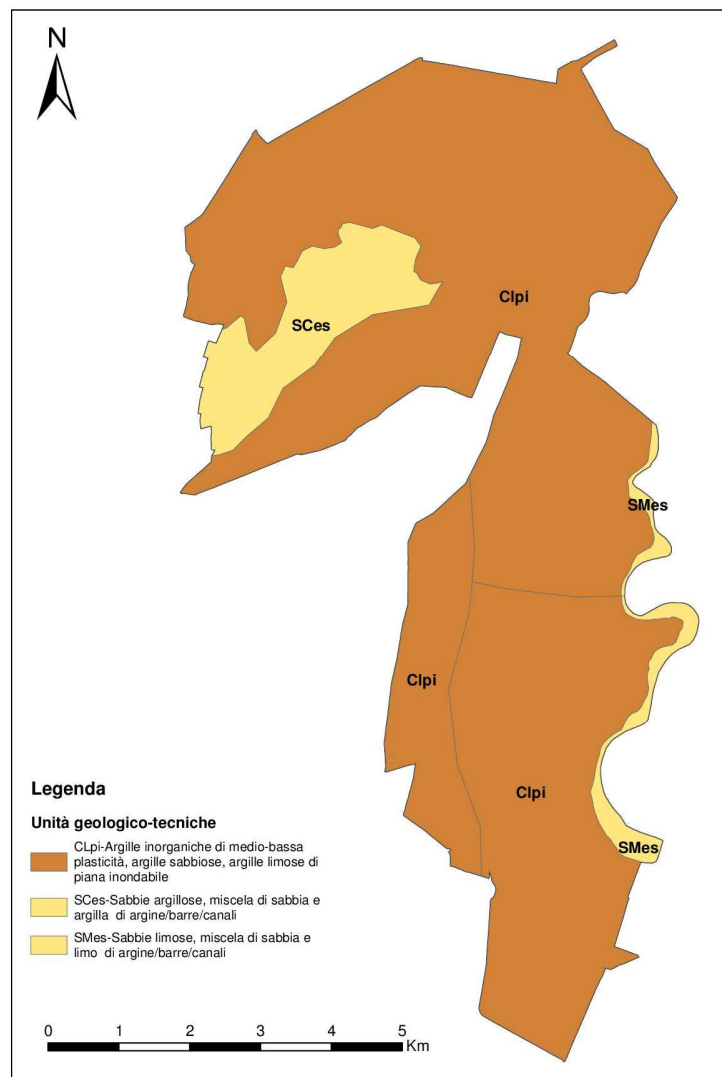 N
Clpi
SCes
SMes
Clpi
Clpi
SMes
Legenda
Unità geologico-tecniche
CLpi-Argille inorganiche di medio-bassa
plasticità, argille sabbiose, argille limose di
piana inondabile
SCes-Sabbie argillose, miscela di sabbia e
argilla di argine/barre/canali
SMes-Sabbie limose, miscela di sabbia e
limo di argine/barre/canali
0 1 2 3 4 5
Km